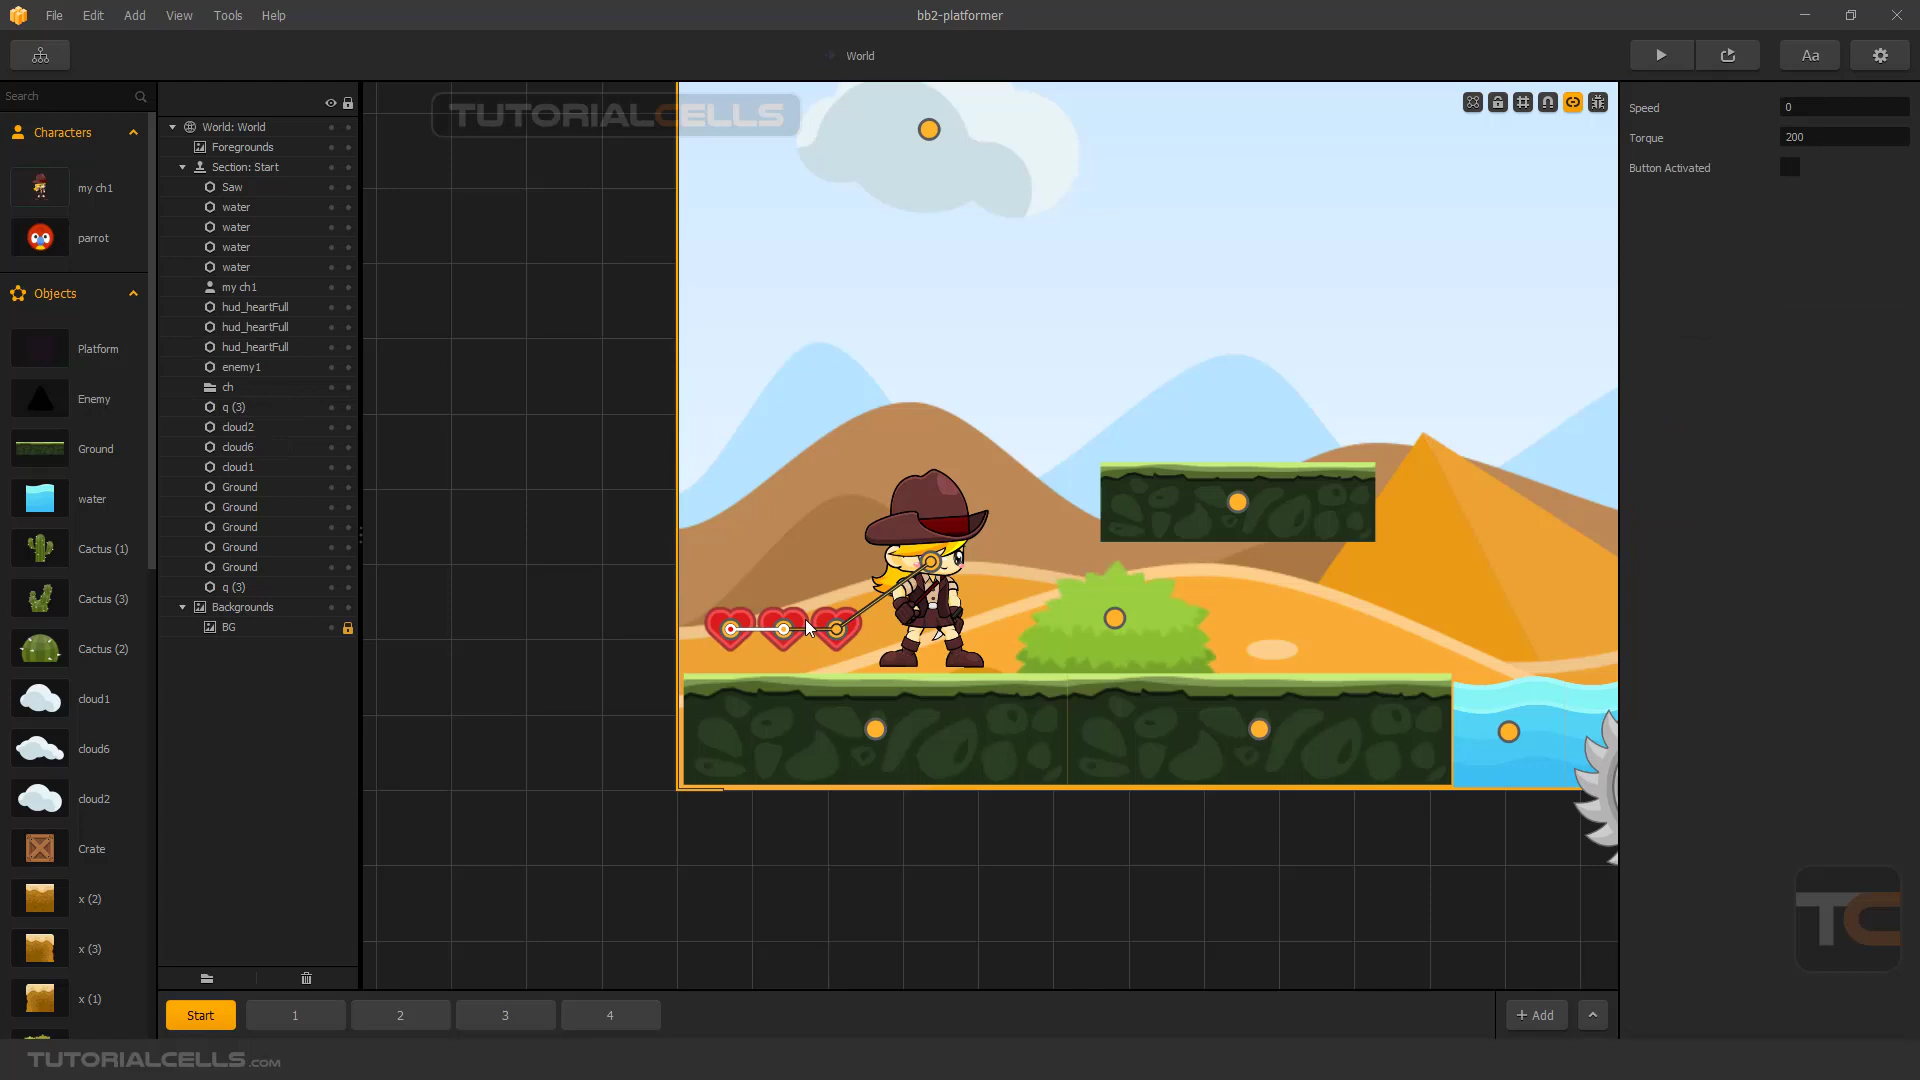 File Edit View Add Tools Help
bb2-platformer
World
Aa
Search
Characters
my ch1
parrot
Objects
Platform
Enemy
Ground
water
Cactus (1)
Cactus (3)
Cactus (2)
cloud1
cloud6
cloud2
Crate
x (2)
x (3)
x (1)
World: World
Foregrounds
Section: Start
Saw
water
water
water
water
my ch1
hud_heartFull
hud_heartFull
hud_heartFull
enemy1
ch
q (3)
cloud2
cloud6
cloud1
Ground
Ground
Ground
Ground
Ground
q (3)
Backgrounds
BG
TUTORIALCELLS
Speed 0
Torque 200
Button Activated
TC
Start 1 2 3 4
+ Add
TUTORIALCELLS.COM